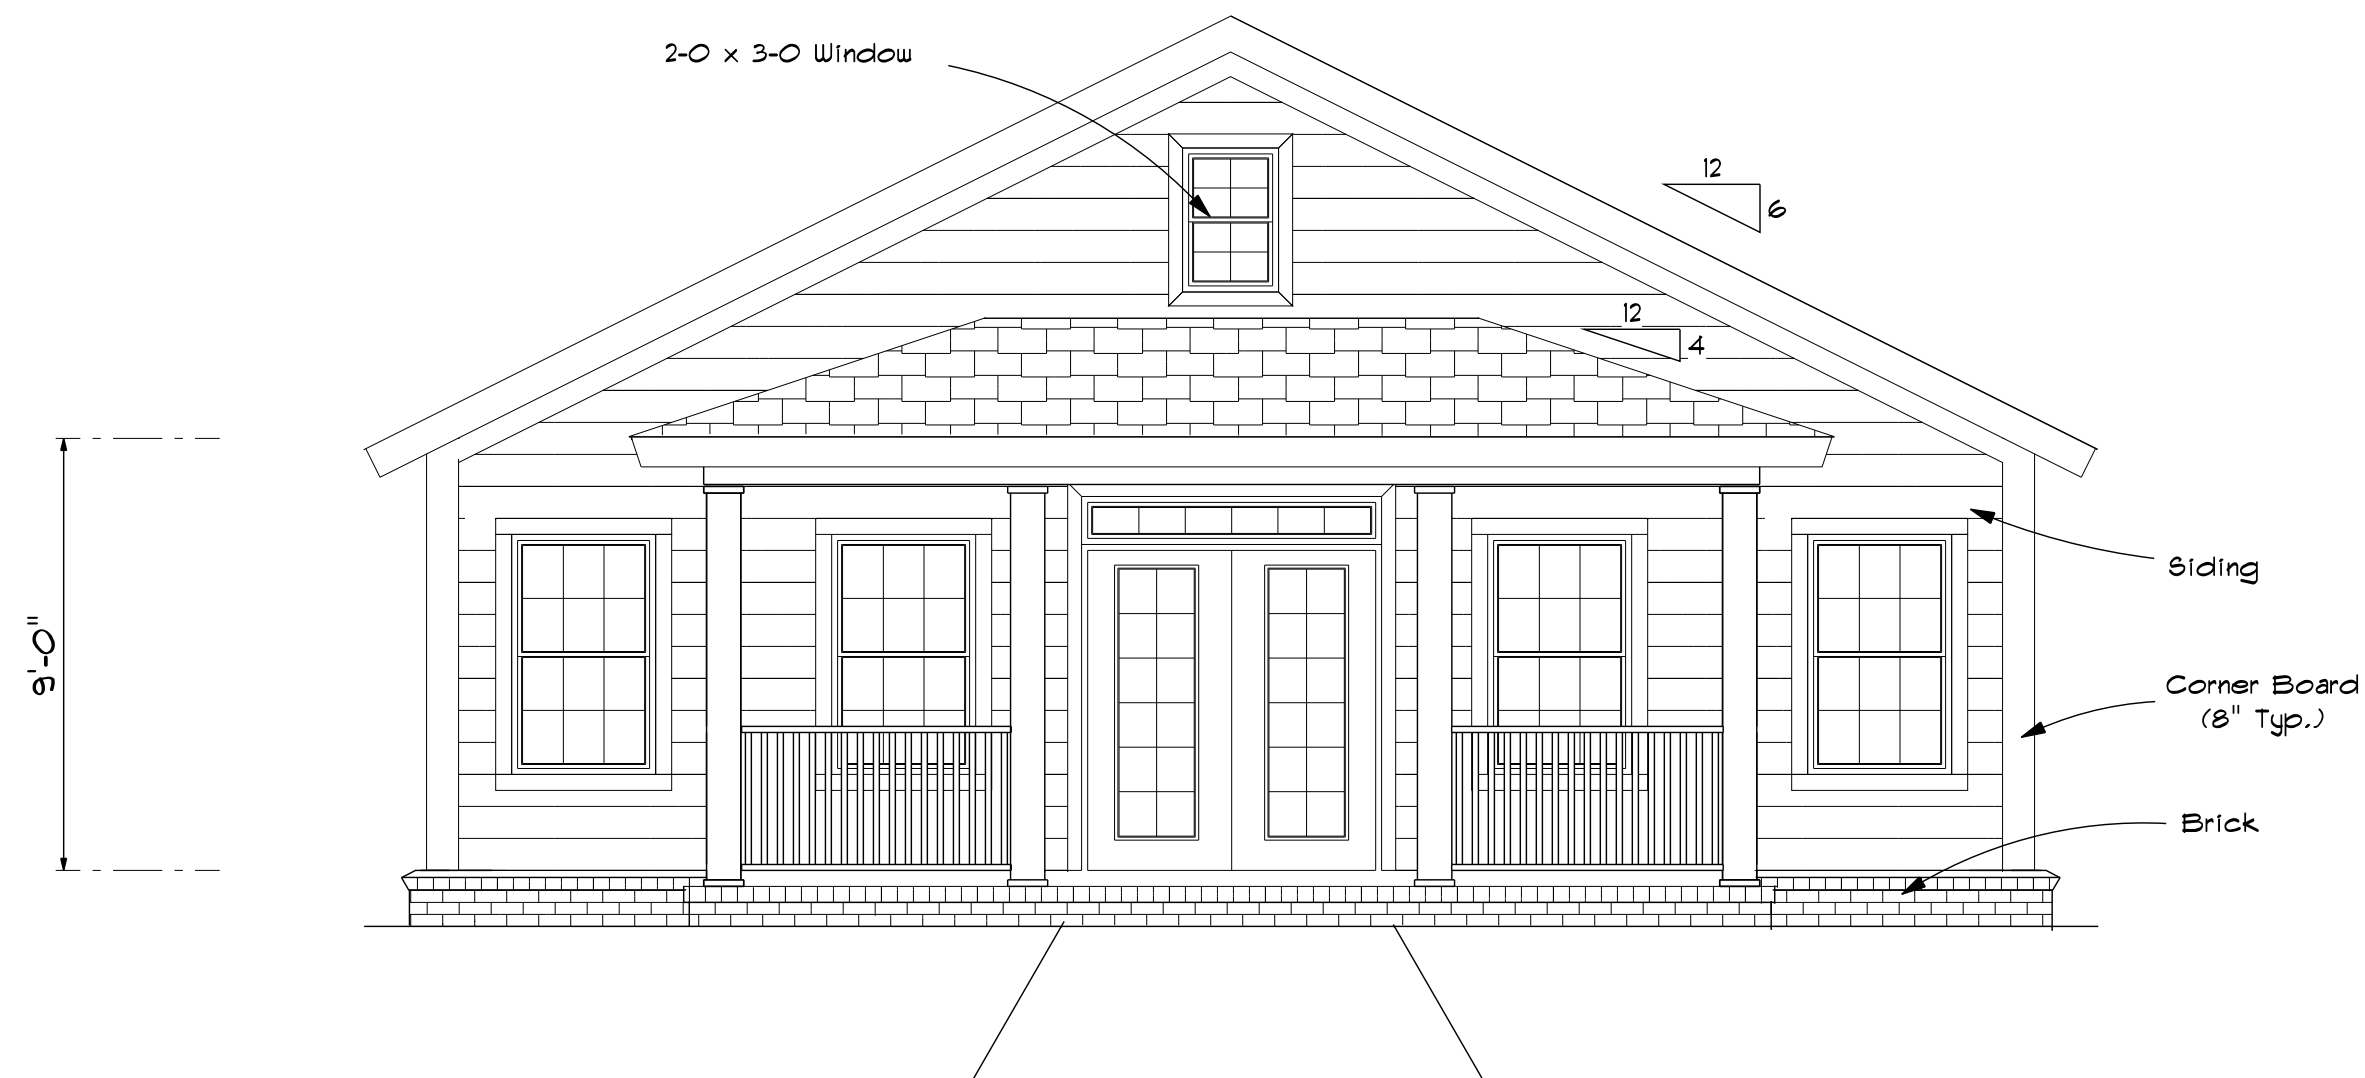 2-0 x 3-0 Window
12
6
12
4
9'-0"
Siding
Corner Board
(8" Typ.)
Brick